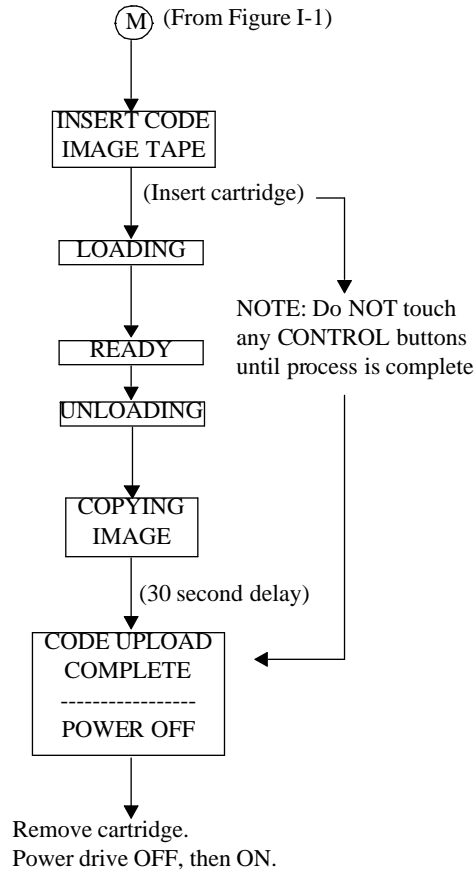 M (From Figure I-1)
INSERT CODE
IMAGE TAPE
(Insert cartridge)
LOADING
NOTE: Do NOT touch
any CONTROL buttons
until process is complete
READY
UNLOADING
COPYING
IMAGE
(30 second delay)
CODE UPLOAD
COMPLETE
-----------------
POWER OFF
Remove cartridge.
Power drive OFF, then ON.